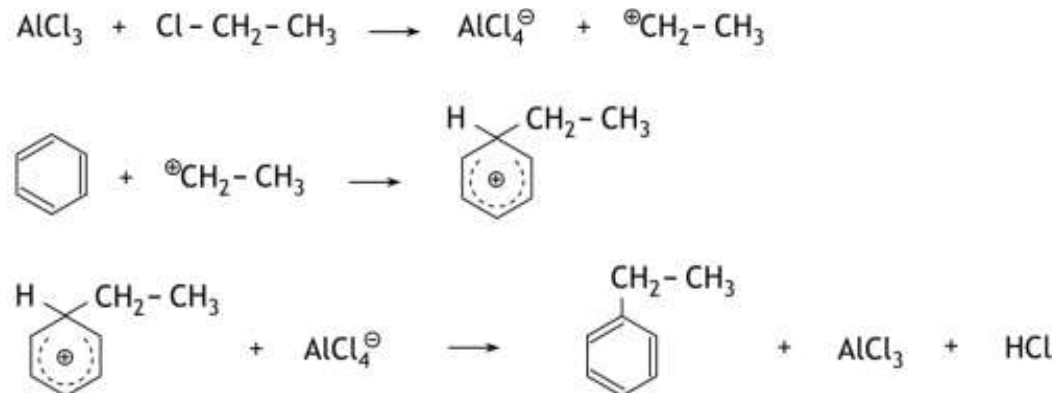 AlCl₃ + Cl – CH₂ – CH₃ ⟶ AlCl₄⊖ + ⊕CH₂ – CH₃
H CH₂ – CH₃
+ ⊕CH₂ – CH₃ ⟶ ⊕
H CH₂ – CH₃ CH₂ – CH₃
⊕ + AlCl₄⊖ ⟶ + AlCl₃ + HCl